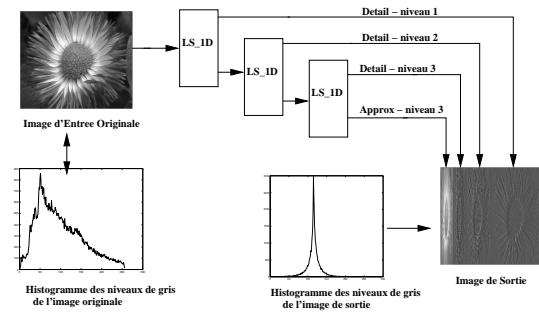 Detail – niveau 1
LS_1D
Detail – niveau 2
LS_1D
Detail – niveau 3
LS_1D
Approx – niveau 3
Image d'Entree Originale
Histogramme des niveaux de gris
de l'image originale
Histogramme des niveaux de gris
de l'image de sortie
Image de Sortie